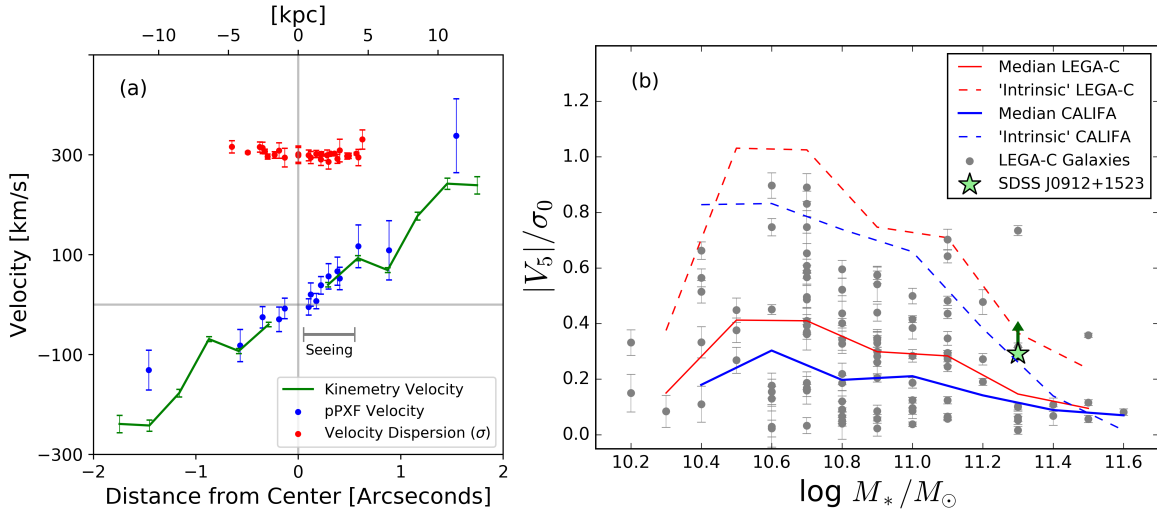 [kpc]
−10 −5 0 5 10
(a)
300
100
−100
−300
Velocity [km/s]
Seeing
Kinemetry Velocity
pPXF Velocity
Velocity Dispersion (σ)
−2 −1 0 1 2
Distance from Center [Arcseconds]
(b)
Median LEGA-C
'Intrinsic' LEGA-C
Median CALIFA
'Intrinsic' CALIFA
LEGA-C Galaxies
SDSS J0912+1523
1.2
1.0
0.8
0.6
0.4
0.2
0.0
|V₅|/σ₀
10.2 10.4 10.6 10.8 11.0 11.2 11.4 11.6
log M*/M⊙